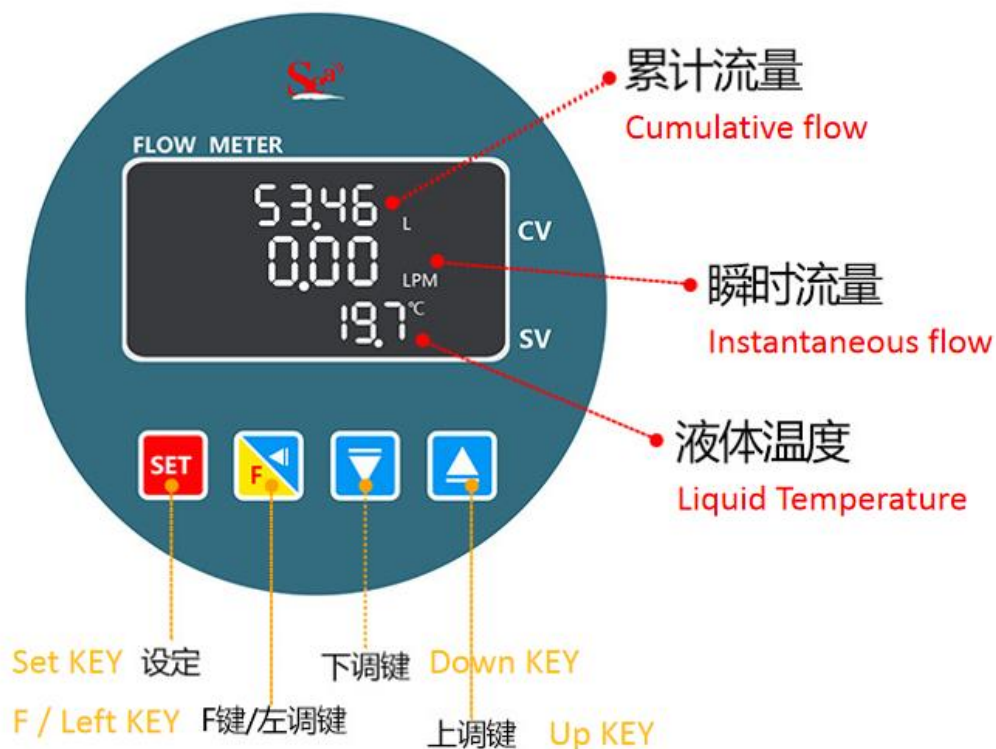 Sea
FLOW METER
53.46 L
0.00 LPM
19.7 ℃
CV
SV
累计流量
Cumulative flow
瞬时流量
Instantaneous flow
液体温度
Liquid Temperature
SET
F
Set KEY 设定
下调键 Down KEY
F / Left KEY F键/左调键
上调键 Up KEY